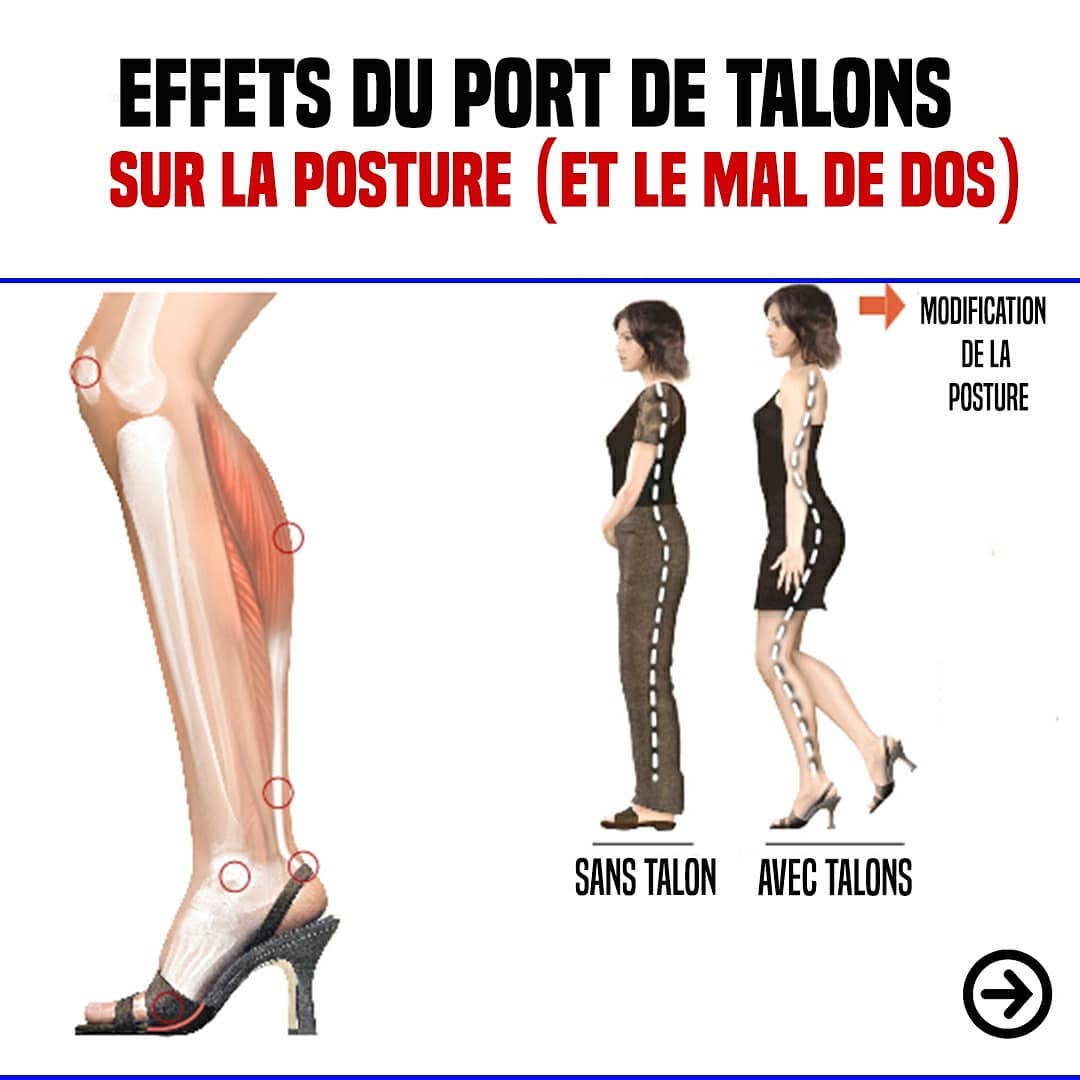 EFFETS DU PORT DE TALONS
SUR LA POSTURE (ET LE MAL DE DOS)
MODIFICATION
DE LA
POSTURE
SANS TALON
AVEC TALONS